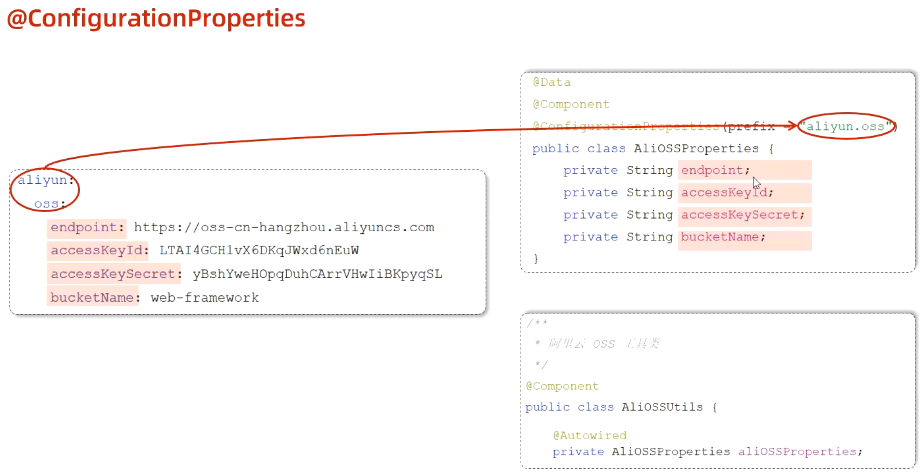 @ConfigurationProperties
aliyun:
oss:
endpoint: https://oss-cn-hangzhou.aliyuncs.com
accessKeyId: LTAI4GCH1vX6DKqJWxd6nEuW
accessKeySecret: yBshYweHOpqDuhCArrVHwIiBKpyqSL
bucketName: web-framework
@Data
@Component
@ConfigurationProperties(prefix = "aliyun.oss")
public class AliOSSProperties {
private String endpoint;
private String accessKeyId;
private String accessKeySecret;
private String bucketName;
}
/**
* 阿里云 OSS 工具类
*/
@Component
public class AliOSSUtils {
@Autowired
private AliOSSProperties aliOSSProperties;